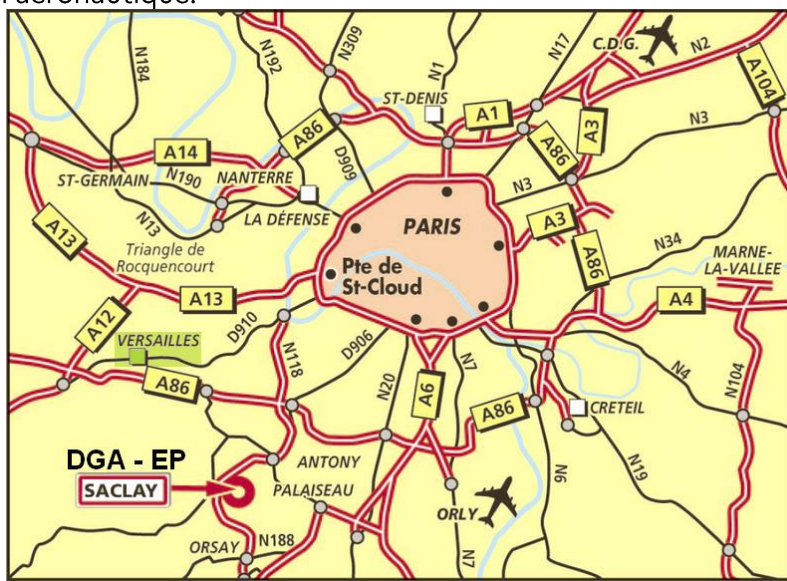 l'aéronautique.
N184
N192
N309
N1
N17
C.D.G.
N2
A104
ST-DENIS
A1
A86
A3
N3
A14
A86
D909
ST-GERMAIN
N190
NANTERRE
N3
N13
LA DÉFENSE
PARIS
A3
A13
Triangle de
Rocquencourt
A86
N34
MARNE-
LA-VALLEE
Pte de
St-Cloud
A13
A4
A12
VERSAILLES
D910
N118
D906
N20
A6
N7
N4
N104
A86
A86
CRETEIL
DGA - EP
SACLAY
ANTONY
PALAISEAU
ORLY
N6
N19
ORSAY
N188
N7